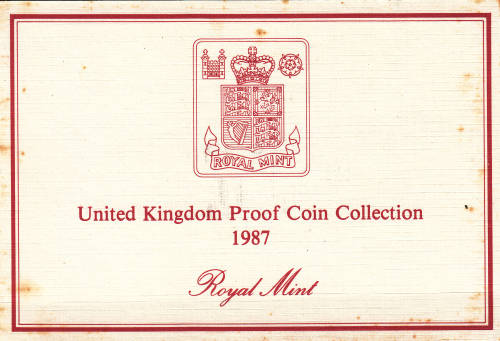 ROYAL MINT
United Kingdom Proof Coin Collection
1987
Royal Mint